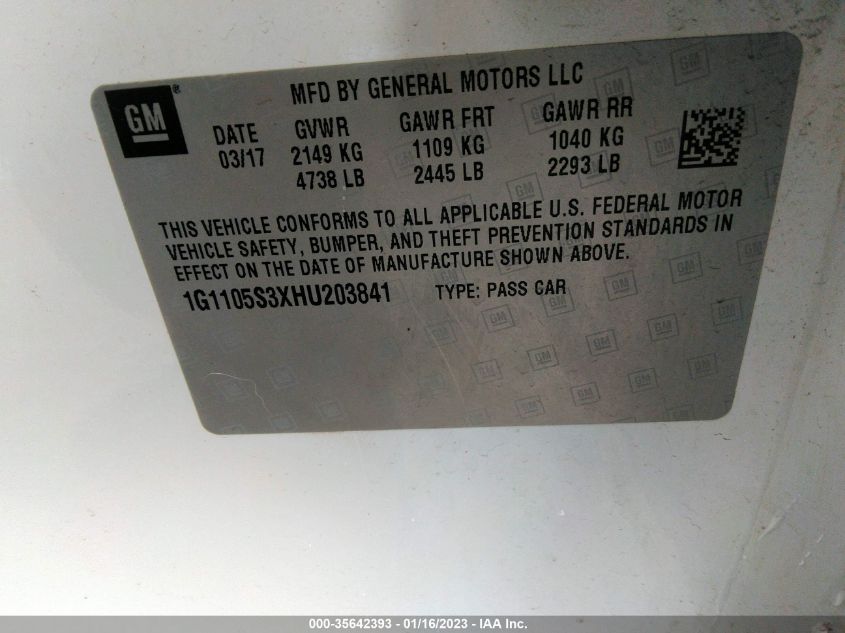 GM ®
MFD BY GENERAL MOTORS LLC
DATE GVWR GAWR FRT GAWR RR
03/17 2149 KG 1109 KG 1040 KG
4738 LB 2445 LB 2293 LB
THIS VEHICLE CONFORMS TO ALL APPLICABLE U.S. FEDERAL MOTOR
VEHICLE SAFETY, BUMPER, AND THEFT PREVENTION STANDARDS IN
EFFECT ON THE DATE OF MANUFACTURE SHOWN ABOVE.
1G1105S3XHU203841 TYPE: PASS CAR
000-35642393 - 01/16/2023 - IAA Inc.